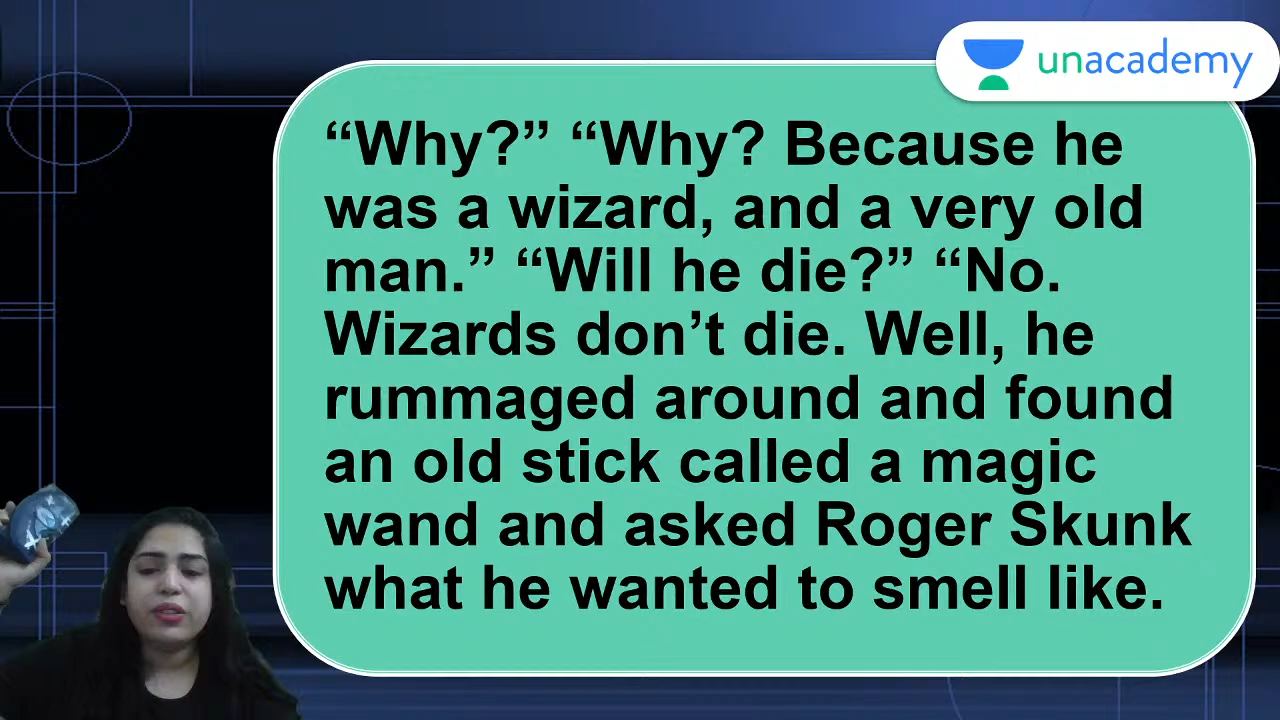 unacademy
“Why?” “Why? Because he
was a wizard, and a very old
man.” “Will he die?” “No.
Wizards don’t die. Well, he
rummaged around and found
an old stick called a magic
wand and asked Roger Skunk
what he wanted to smell like.